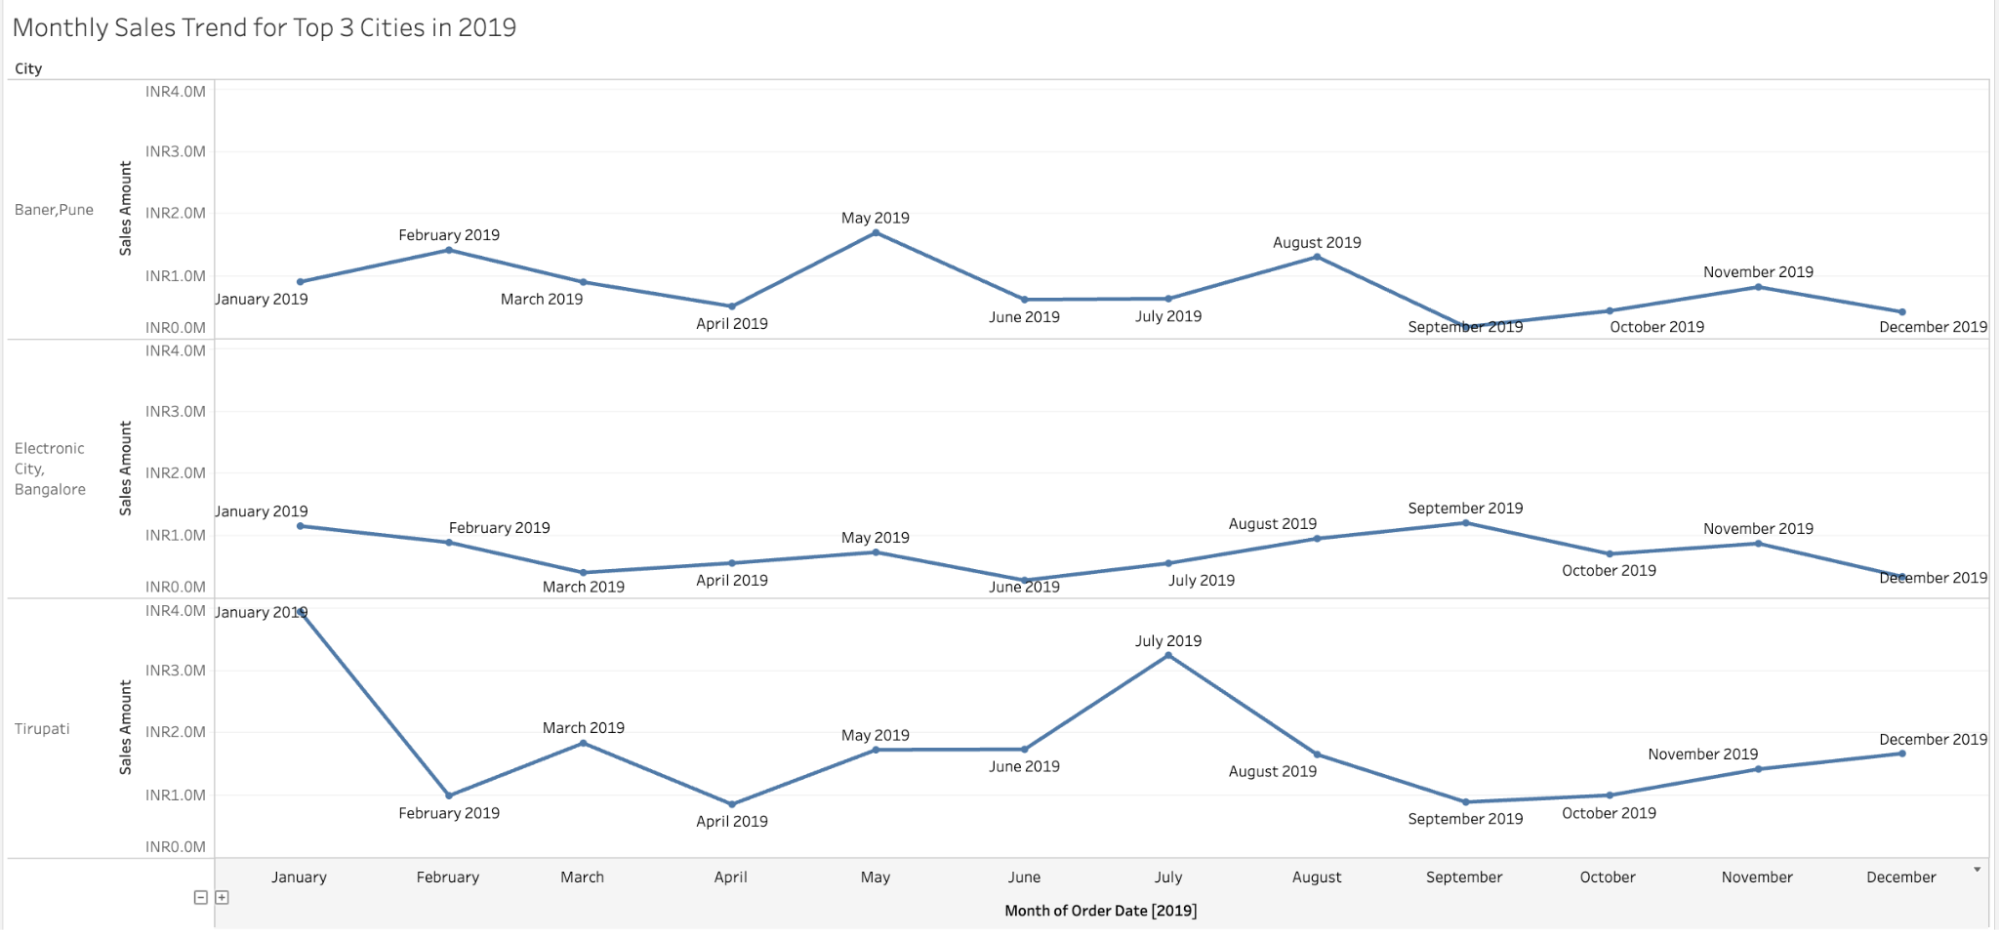 Monthly Sales Trend for Top 3 Cities in 2019
City
Baner,Pune
Sales Amount
INR4.0M
INR3.0M
INR2.0M
INR1.0M
INR0.0M
January 2019
February 2019
March 2019
April 2019
May 2019
June 2019
July 2019
August 2019
September 2019
October 2019
November 2019
December 2019
Electronic
City,
Bangalore
Sales Amount
INR4.0M
INR3.0M
INR2.0M
INR1.0M
INR0.0M
January 2019
February 2019
March 2019
April 2019
May 2019
June 2019
July 2019
August 2019
September 2019
October 2019
November 2019
December 2019
Tirupati
Sales Amount
INR4.0M
INR3.0M
INR2.0M
INR1.0M
INR0.0M
January 2019
February 2019
March 2019
April 2019
May 2019
June 2019
July 2019
August 2019
September 2019
October 2019
November 2019
December 2019
January February March April May June July August September October November December
Month of Order Date [2019]